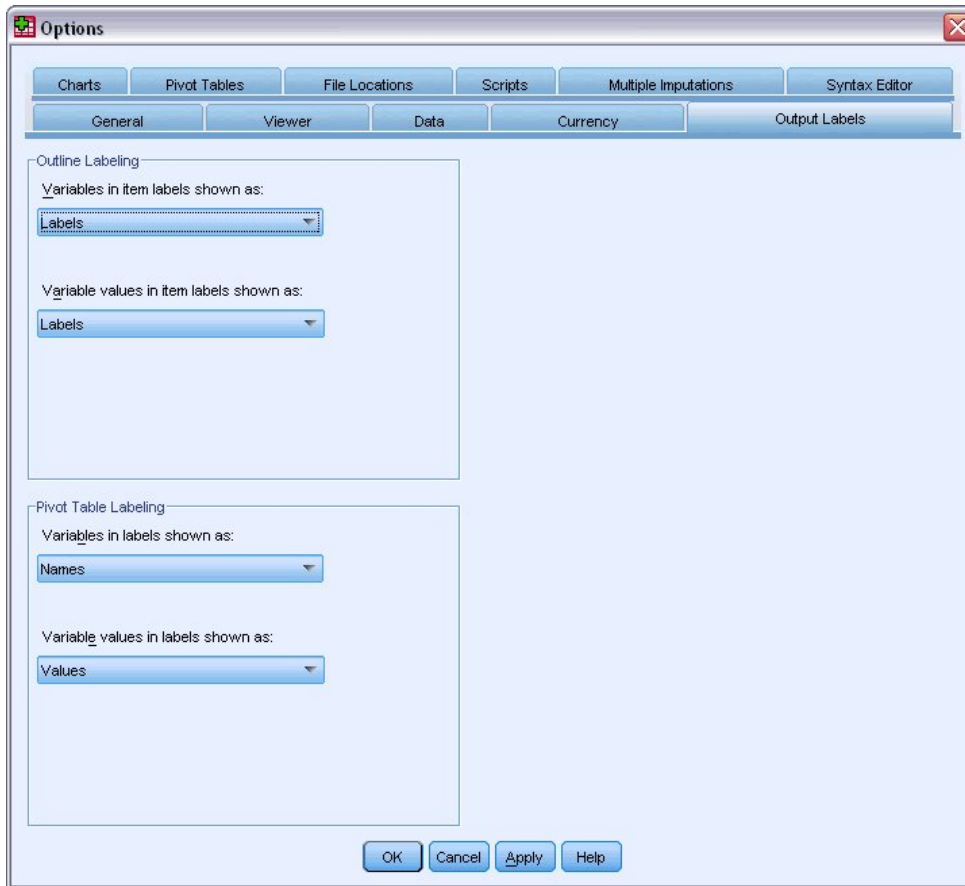 Options
Charts
Pivot Tables
File Locations
Scripts
Multiple Imputations
Syntax Editor
General
Viewer
Data
Currency
Output Labels
Outline Labeling
Variables in item labels shown as:
Labels
Variable values in item labels shown as:
Labels
Pivot Table Labeling
Variables in labels shown as:
Names
Variable values in labels shown as:
Values
OK
Cancel
Apply
Help